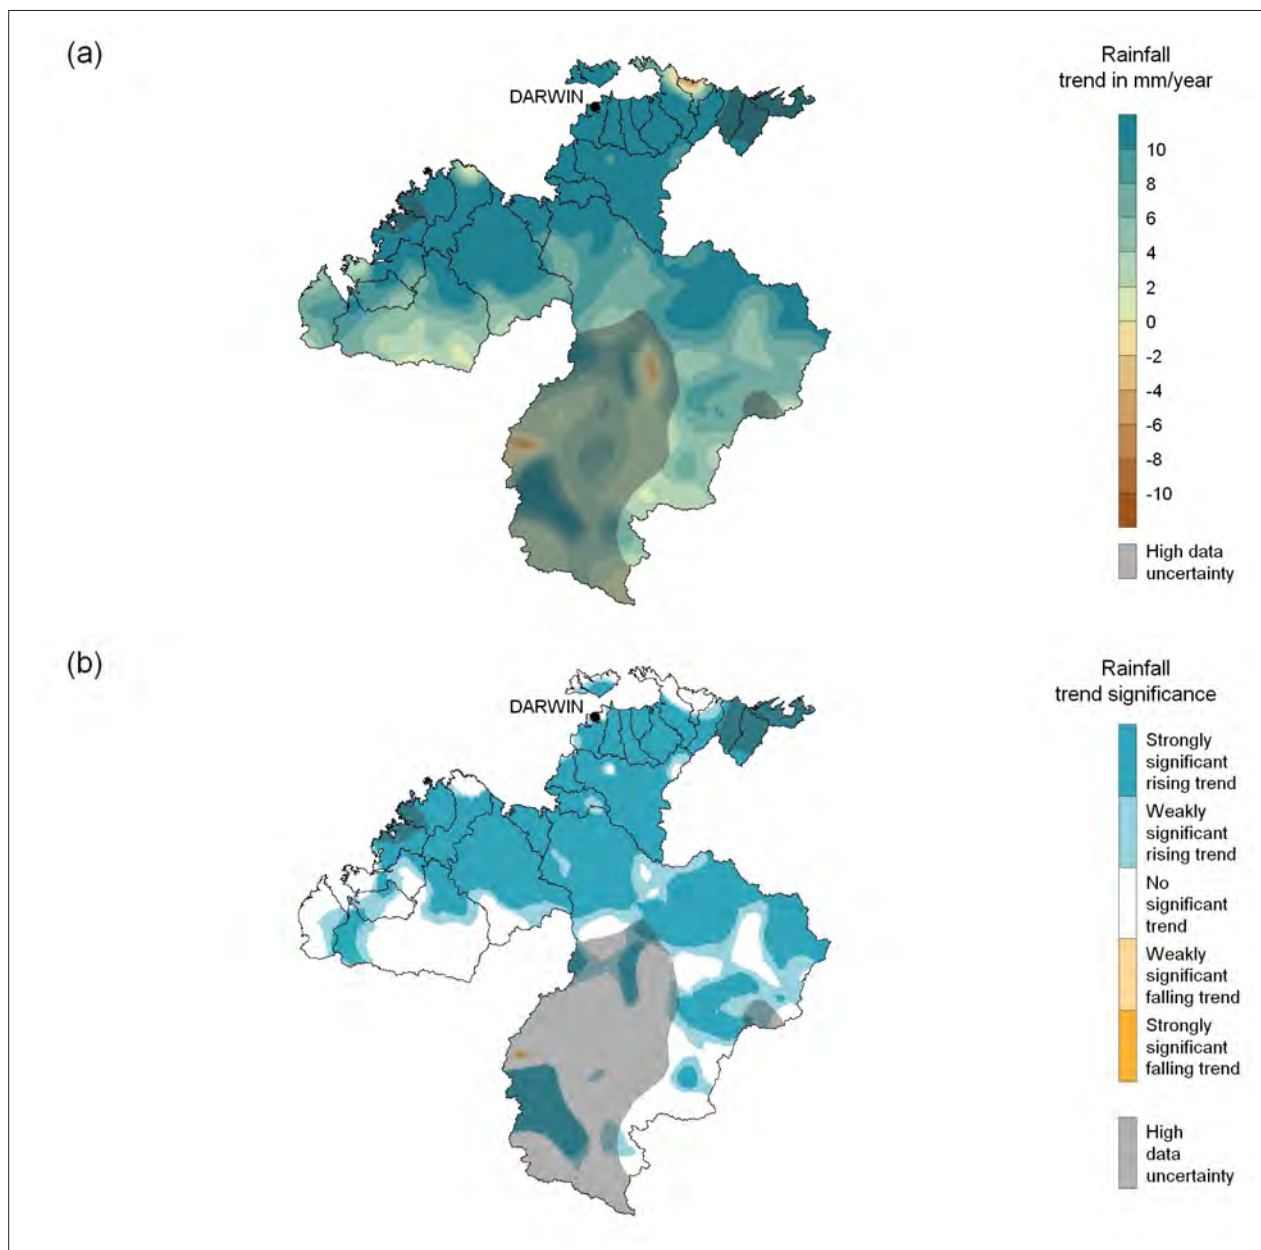 (a)
Rainfall
trend in mm/year
DARWIN
10
8
6
4
2
0
-2
-4
-6
-8
-10
High data
uncertainty
(b)
Rainfall
trend significance
DARWIN
Strongly
significant
rising trend
Weakly
significant
rising trend
No
significant
trend
Weakly
significant
falling trend
Strongly
significant
falling trend
High
data
uncertainty